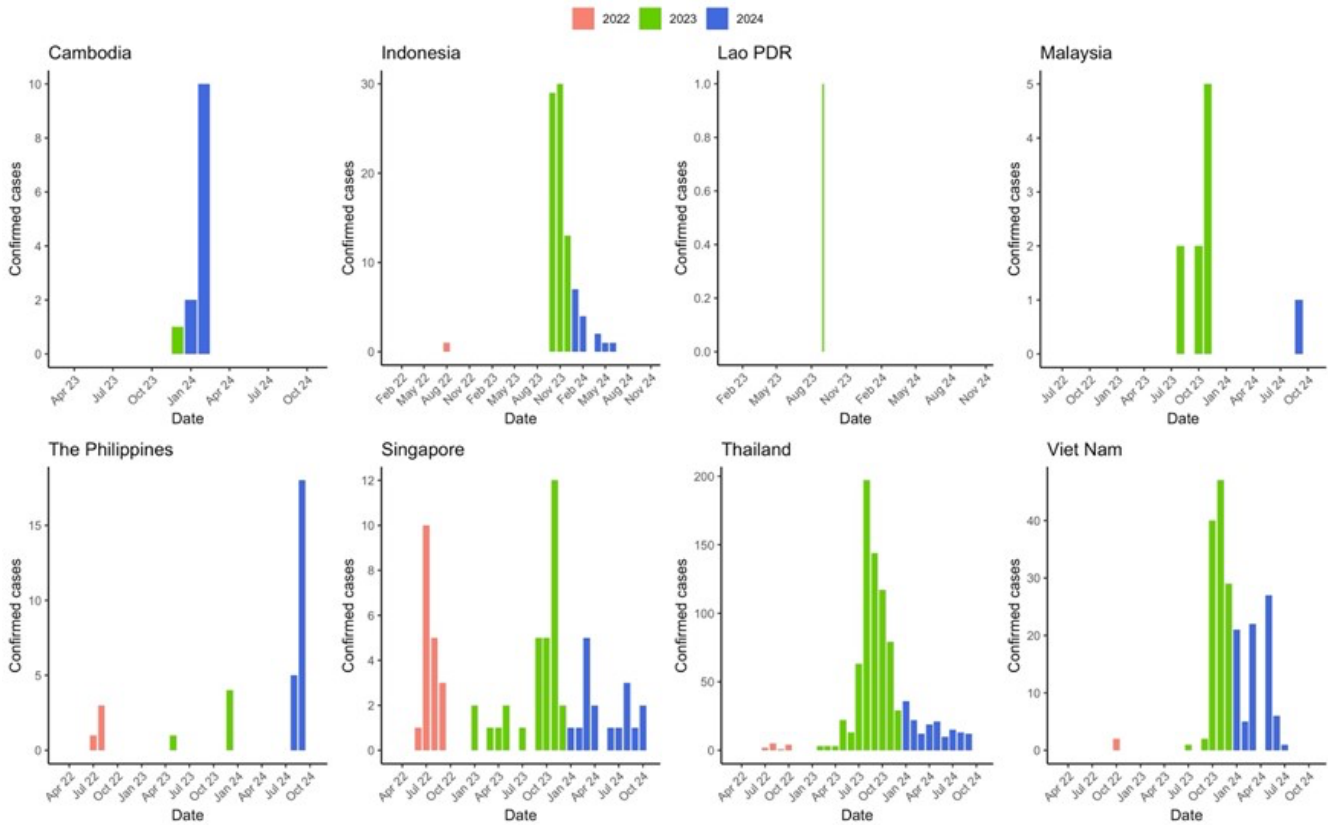 2022 2023 2024
Cambodia Indonesia Lao PDR Malaysia
Confirmed cases
10
8
6
4
2
0
Apr 23 Jul 23 Oct 23 Jan 24 Apr 24 Jul 24 Oct 24
Date
Confirmed cases
30
20
10
0
Feb 22 May 22 Aug 22 Nov 22 Feb 23 May 23 Aug 23 Nov 23 Feb 24 May 24 Aug 24 Nov 24
Date
Confirmed cases
1.0
0.8
0.6
0.4
0.2
0.0
Feb 23 May 23 Aug 23 Nov 23 Feb 24 May 24 Aug 24 Nov 24
Date
Confirmed cases
5
4
3
2
1
0
Jul 22 Oct 22 Jan 23 Apr 23 Jul 23 Oct 23 Jan 24 Apr 24 Jul 24 Oct 24
Date
The Philippines Singapore Thailand Viet Nam
Confirmed cases
15
10
5
0
Apr 22 Jul 22 Oct 22 Jan 23 Apr 23 Jul 23 Oct 23 Jan 24 Apr 24 Jul 24 Oct 24
Date
Confirmed cases
12
10
8
6
4
2
0
Apr 22 Jul 22 Oct 22 Jan 23 Apr 23 Jul 23 Oct 23 Jan 24 Apr 24 Jul 24 Oct 24
Date
Confirmed cases
200
150
100
50
0
Apr 22 Jul 22 Oct 22 Jan 23 Apr 23 Jul 23 Oct 23 Jan 24 Apr 24 Jul 24 Oct 24
Date
Confirmed cases
40
30
20
10
0
Apr 22 Jul 22 Oct 22 Jan 23 Apr 23 Jul 23 Oct 23 Jan 24 Apr 24 Jul 24 Oct 24
Date